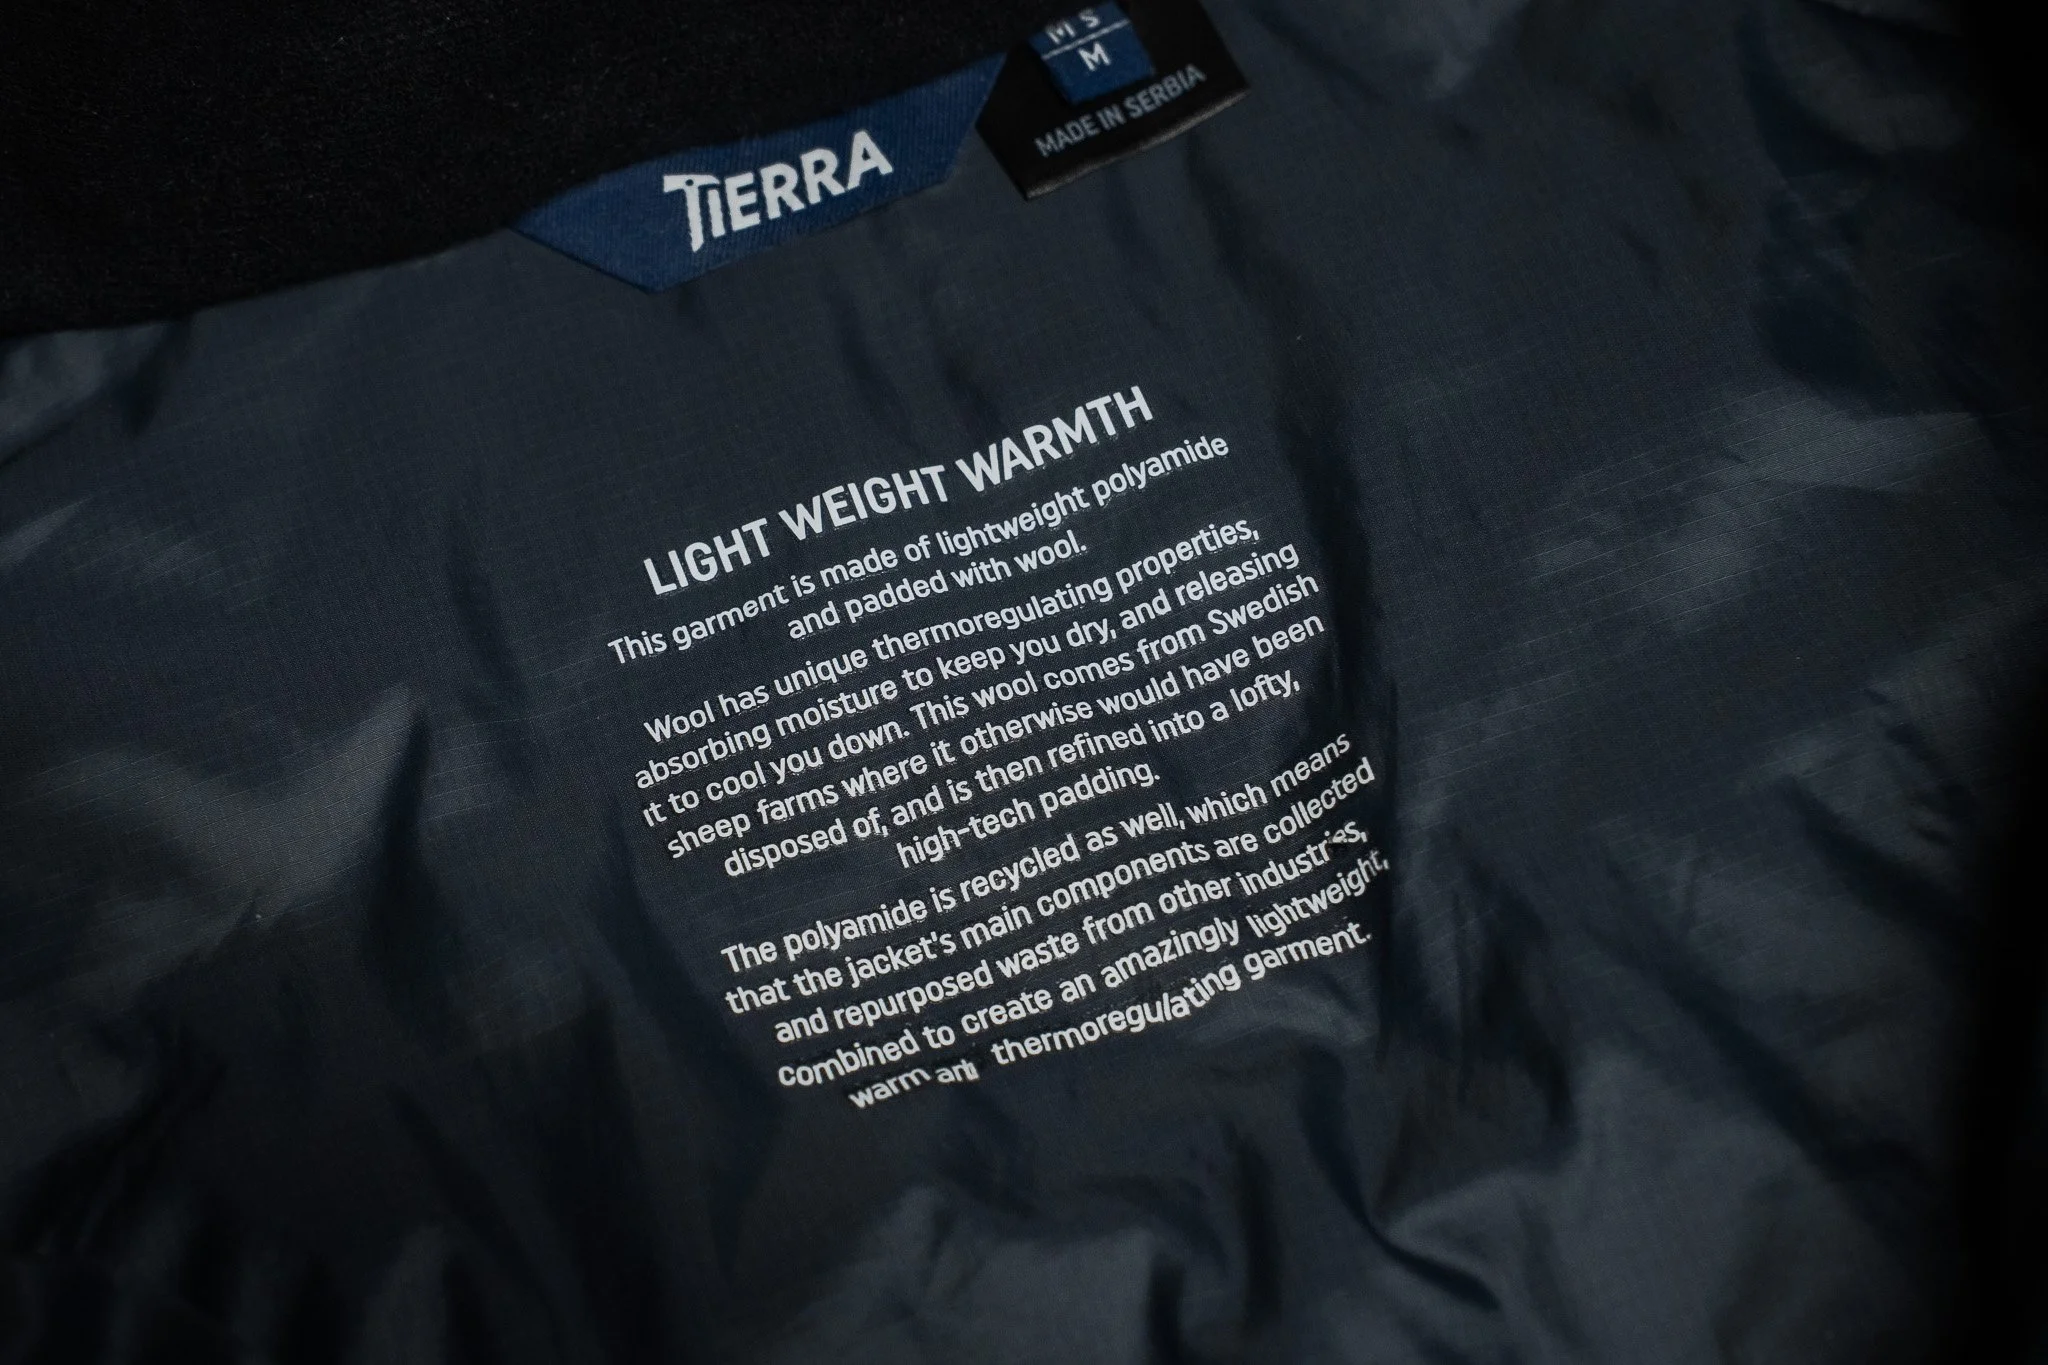 TIERRA
M S
M
MADE IN SERBIA
LIGHT WEIGHT WARMTH
This garment is made of lightweight polyamide
and padded with wool.
Wool has unique thermoregulating properties,
absorbing moisture to keep you dry, and releasing
it to cool you down. This wool comes from Swedish
sheep farms where it otherwise would have been
disposed of, and is then refined into a lofty,
high-tech padding.
The polyamide is recycled as well, which means
that the jacket's main components are collected
and repurposed waste from other industries,
combined to create an amazingly lightweight,
warm and thermoregulating garment.